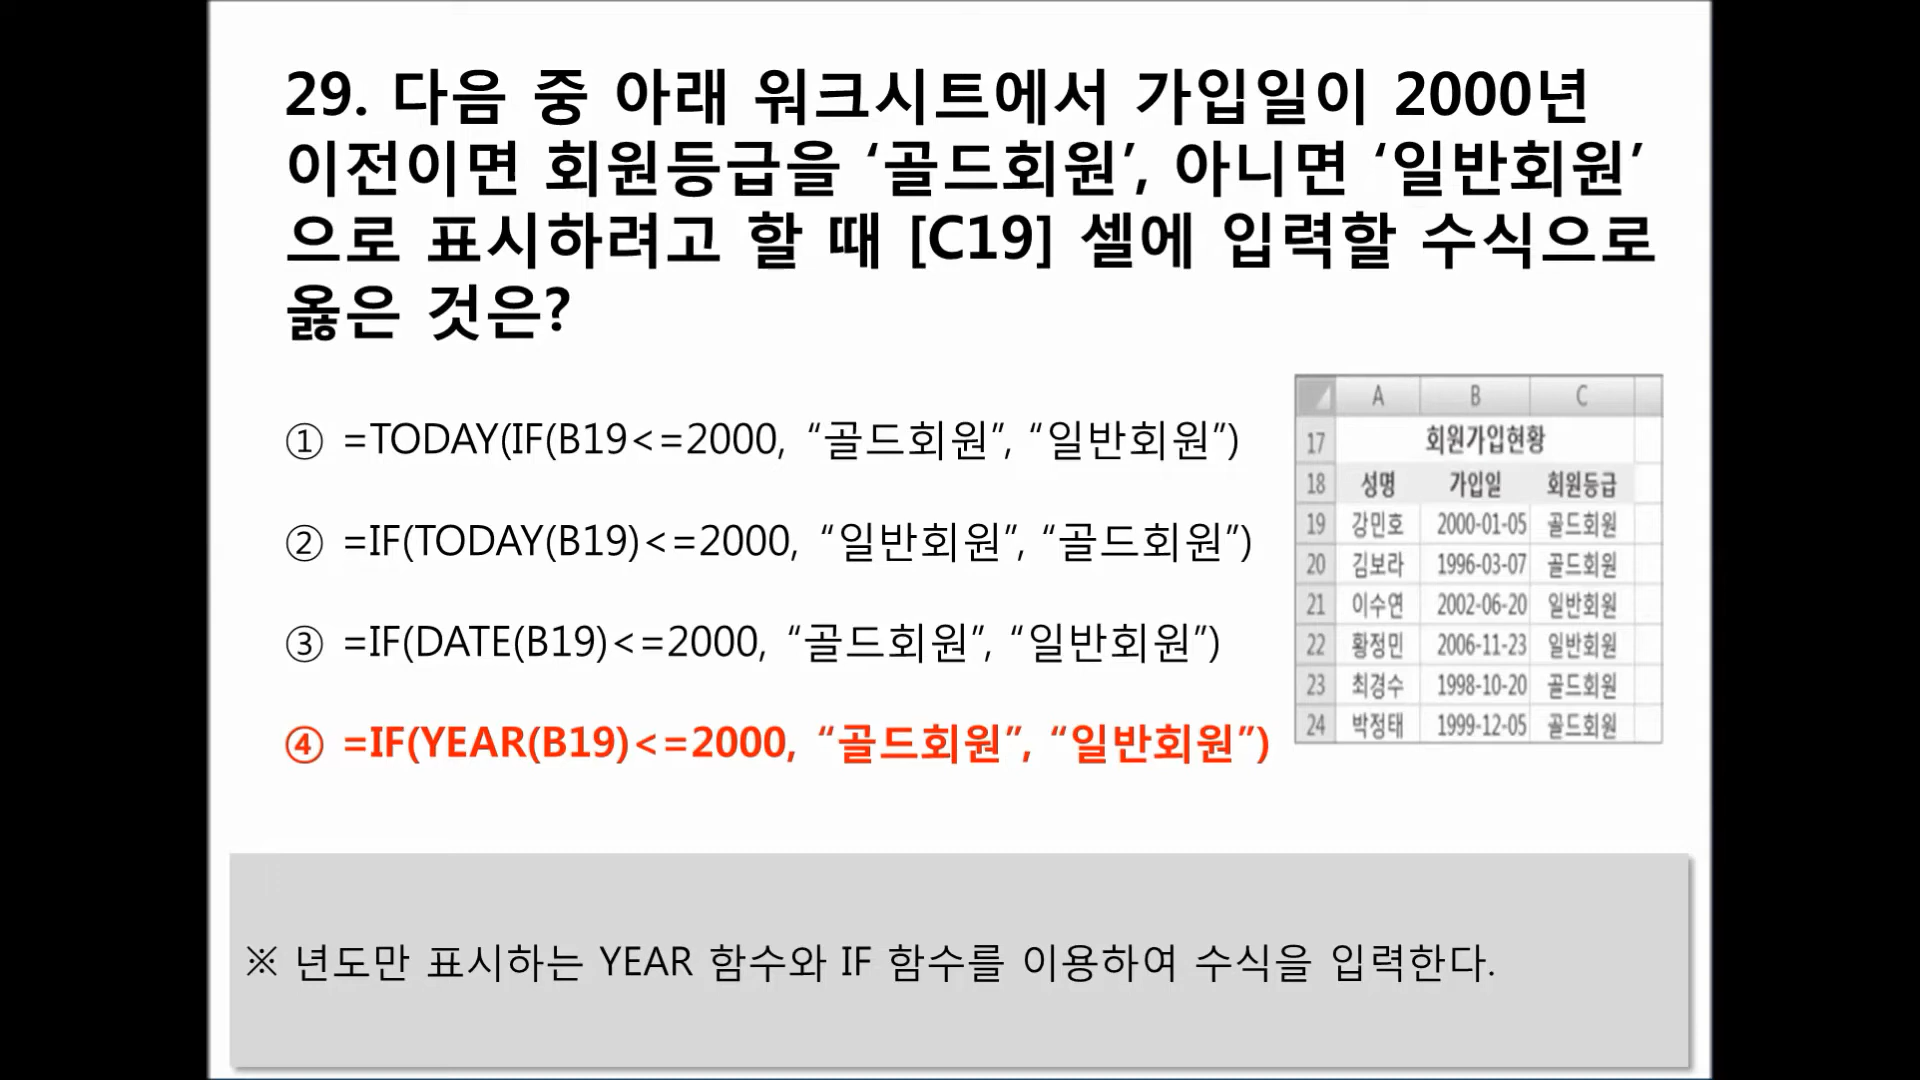 29. 다음 중 아래 워크시트에서 가입일이 2000년
이전이면 회원등급을 ‘골드회원’, 아니면 ‘일반회원’
으로 표시하려고 할 때 [C19] 셀에 입력할 수식으로
옳은 것은?
① =TODAY(IF(B19<=2000, “골드회원”, “일반회원”)
② =IF(TODAY(B19)<=2000, “일반회원”, “골드회원”)
③ =IF(DATE(B19)<=2000, “골드회원”, “일반회원”)
④ =IF(YEAR(B19)<=2000, “골드회원”, “일반회원”)
A B C
17 회원가입현황
18 성명 가입일 회원등급
19 강민호 2000-01-05 골드회원
20 김보라 1996-03-07 골드회원
21 이수연 2002-06-20 일반회원
22 황정민 2006-11-23 일반회원
23 최경수 1998-10-20 골드회원
24 박정태 1999-12-05 골드회원
※ 년도만 표시하는 YEAR 함수와 IF 함수를 이용하여 수식을 입력한다.